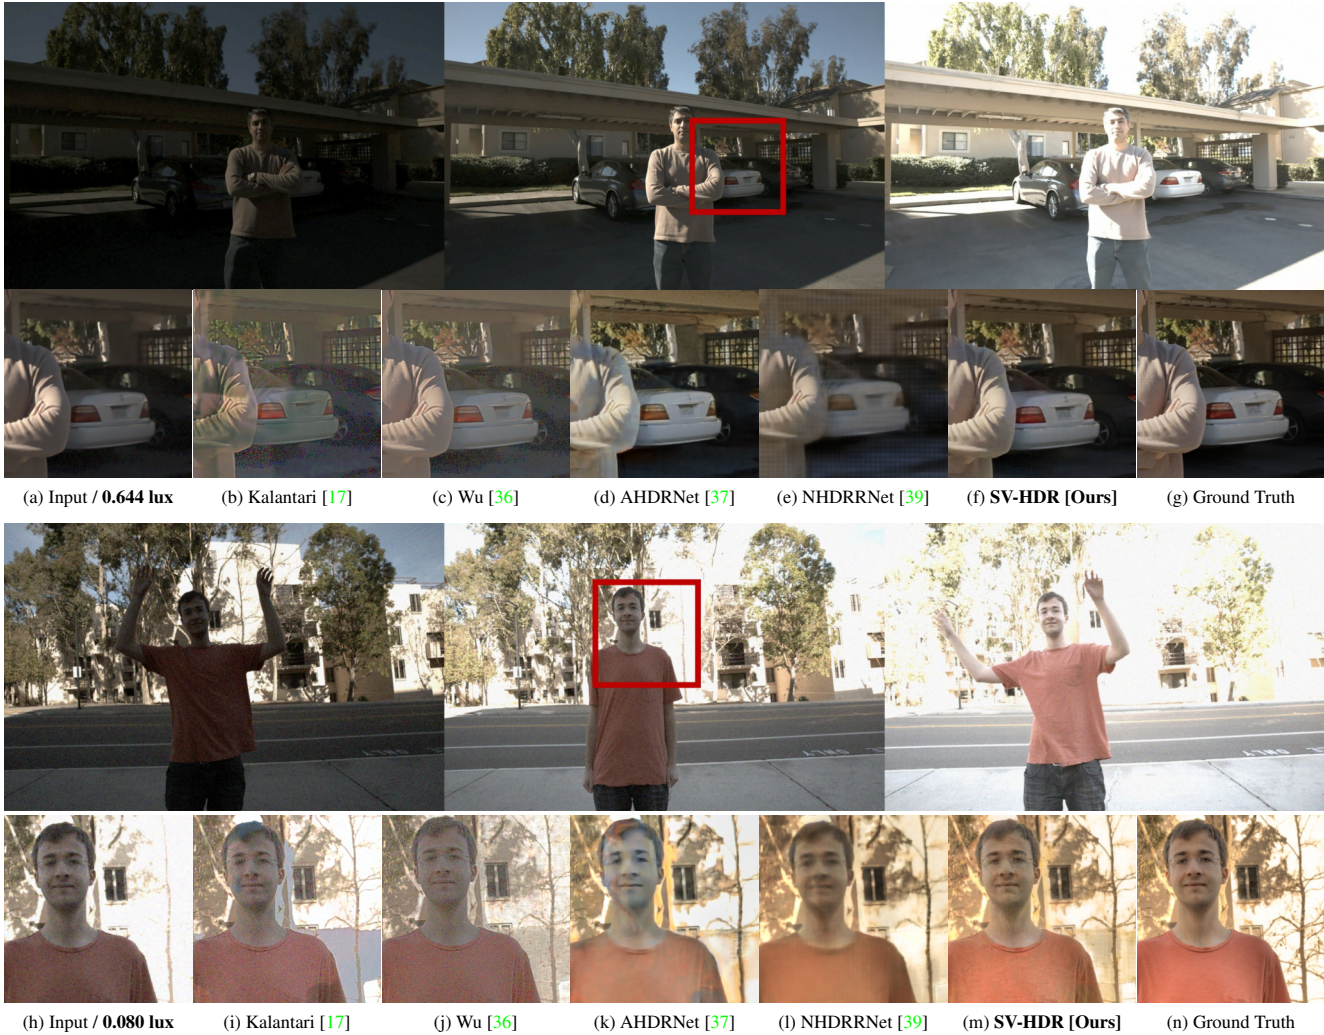 (a) Input / 0.644 lux (b) Kalantari [17] (c) Wu [36] (d) AHDRNet [37] (e) NHDRRNet [39] (f) SV-HDR [Ours] (g) Ground Truth
ONLY
(h) Input / 0.080 lux (i) Kalantari [17] (j) Wu [36] (k) AHDRNet [37] (l) NHDRRNet [39] (m) SV-HDR [Ours] (n) Ground Truth